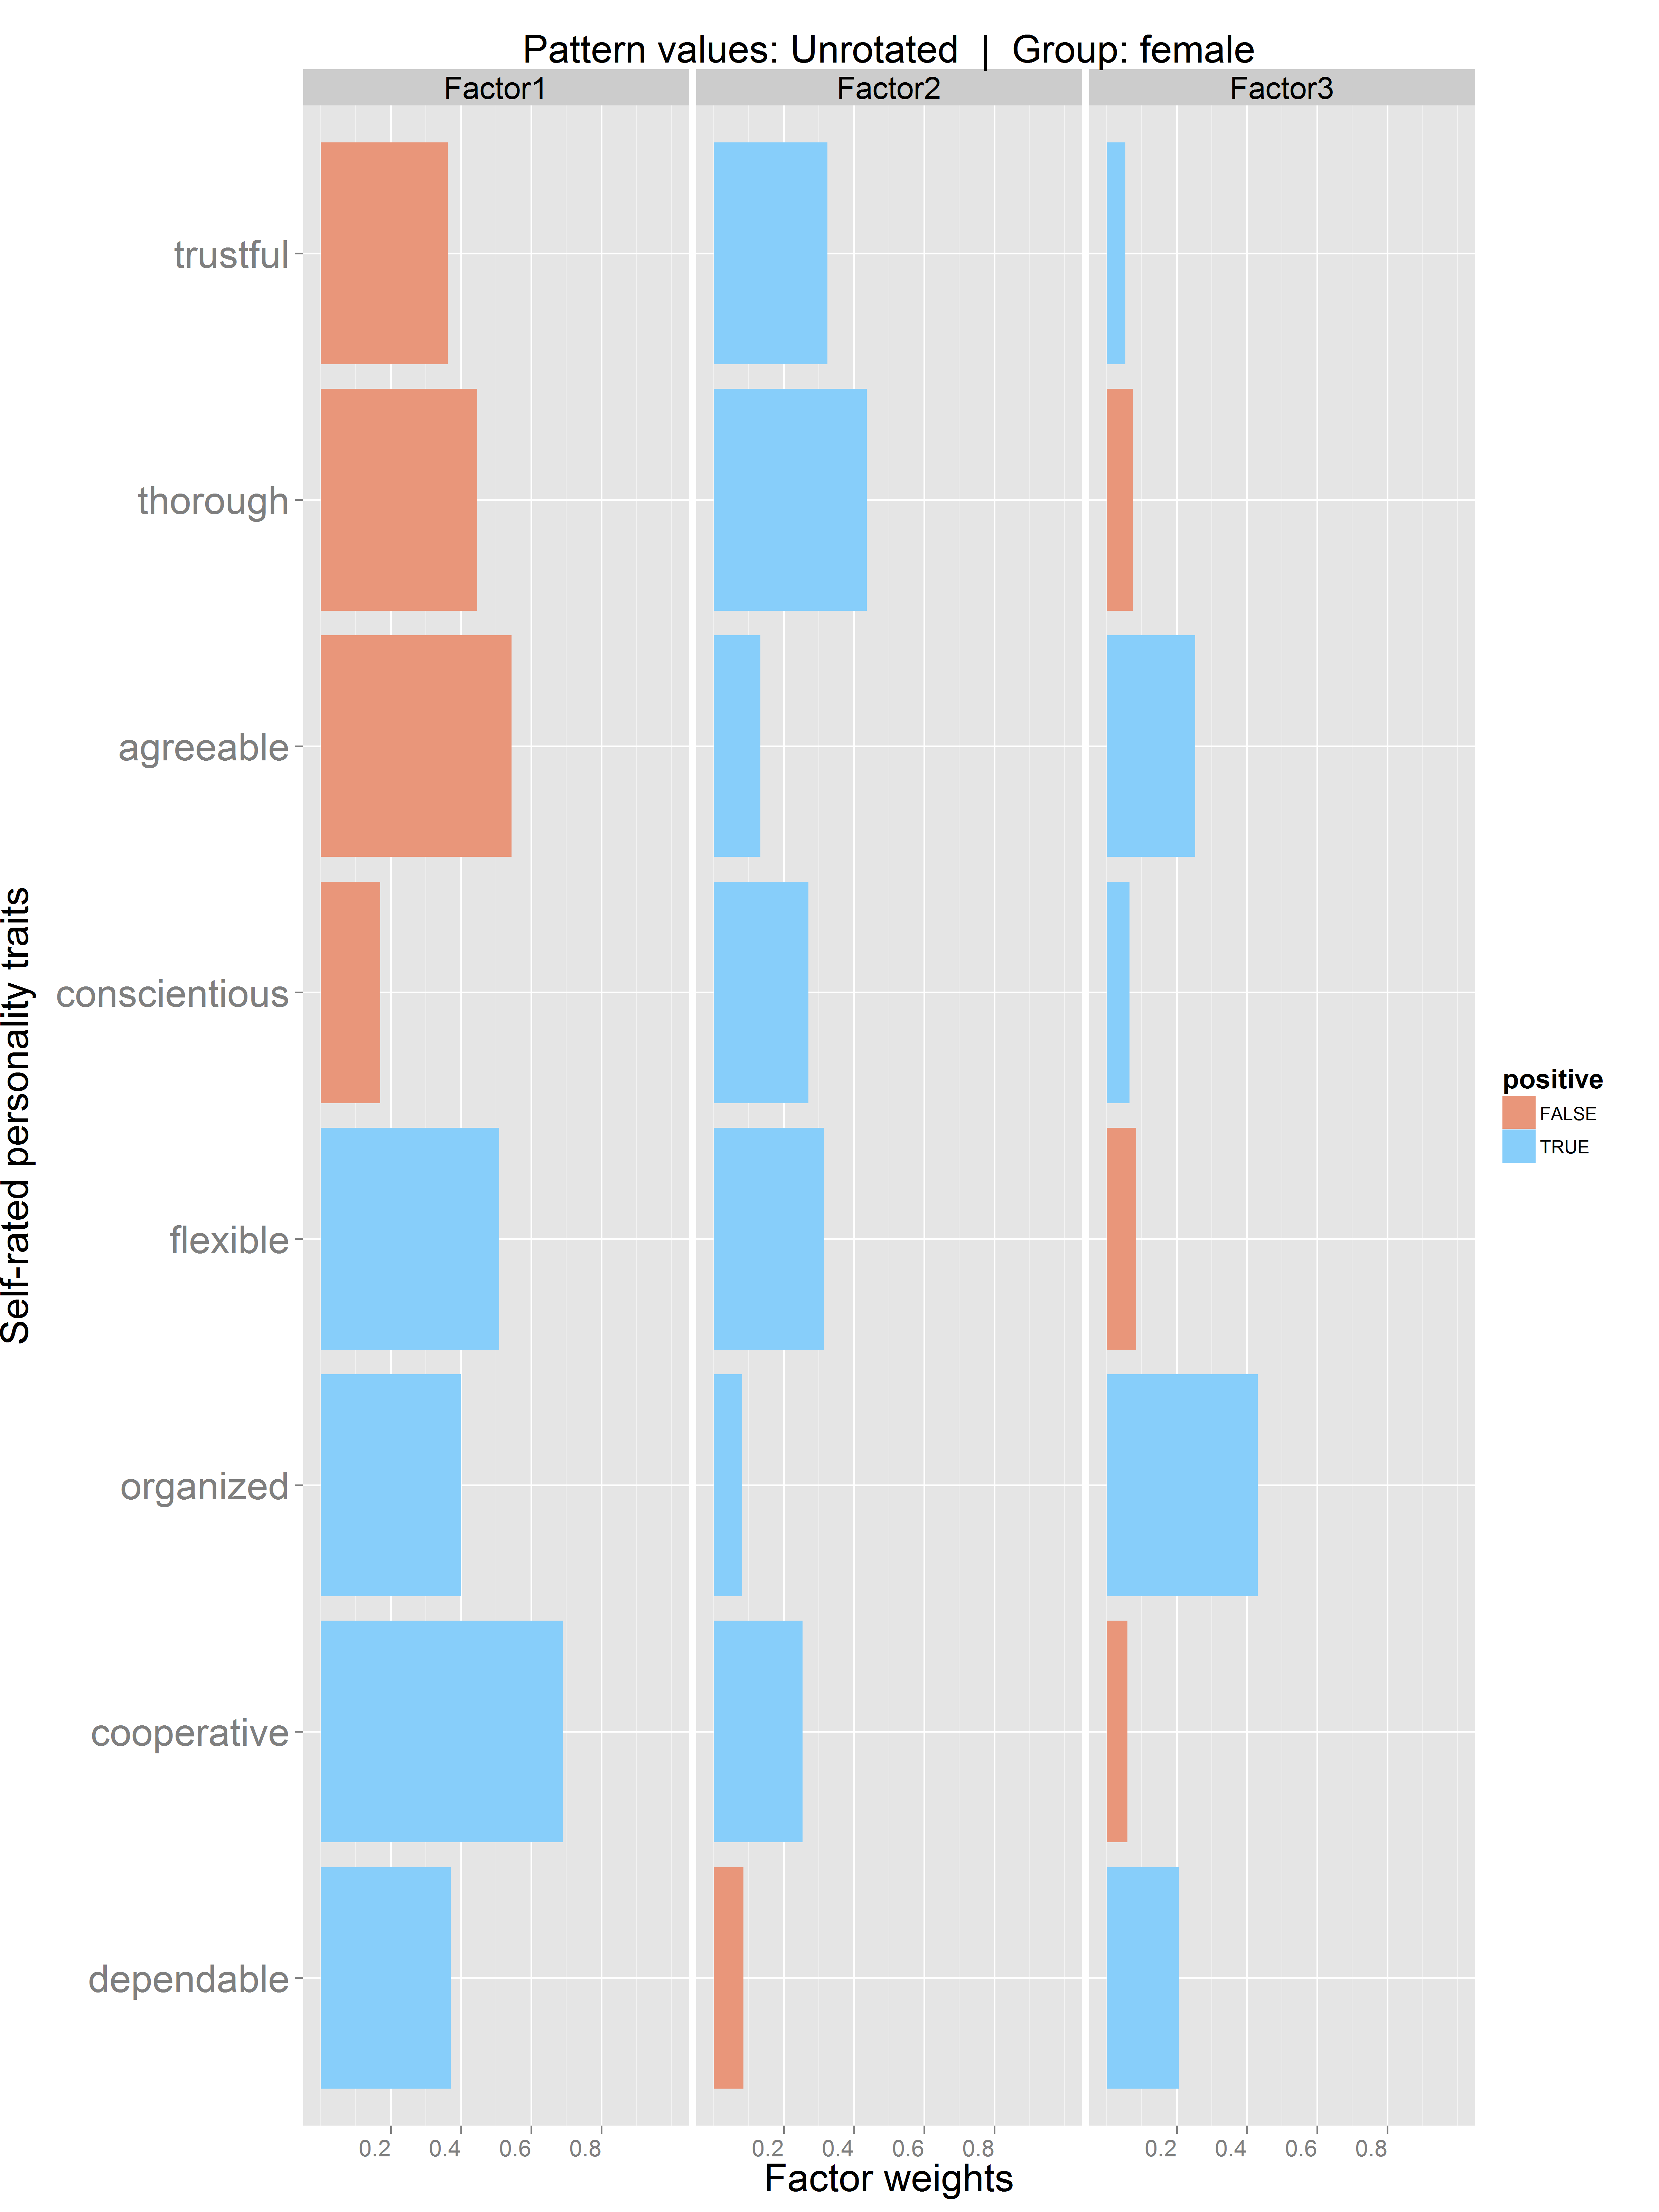 Pattern values: Unrotated | Group: female
Factor1 Factor2 Factor3
trustful
thorough
agreeable
conscientious
flexible
organized
cooperative
dependable
Self-rated personality traits
0.2 0.4 0.6 0.8 0.2 0.4 0.6 0.8 0.2 0.4 0.6 0.8
Factor weights
positive
FALSE
TRUE